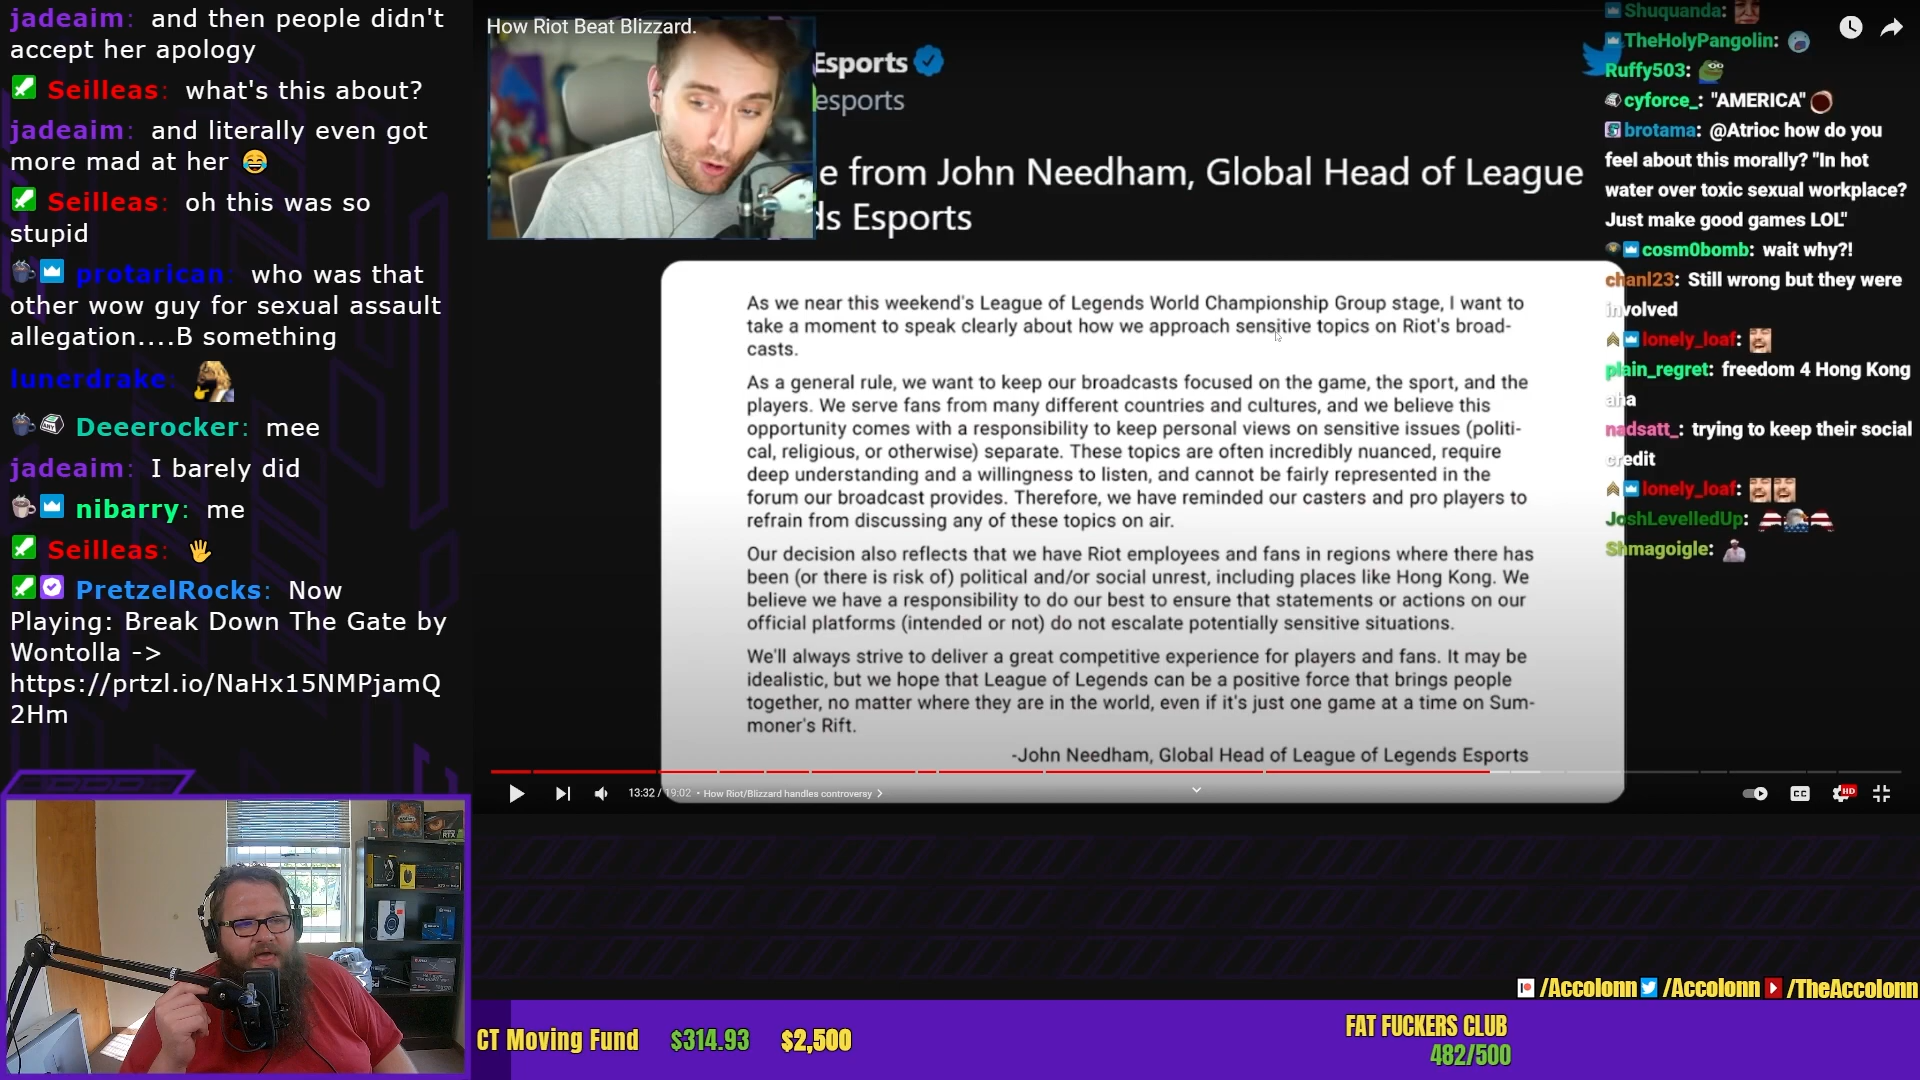 jadeaim: and then people didn't
accept her apology
Seilleas: what's this about?
jadeaim: and literally even got
more mad at her 😂
Seilleas: oh this was so
stupid
protarican: who was that
other wow guy for sexual assault
allegation....B something
lunerdrake:
Deeerocker: mee
jadeaim: I barely did
nibarry: me
Seilleas: 🖐
PretzelRocks: Now
Playing: Break Down The Gate by
Wontolla ->
https://prtzl.io/NaHx15NMPjamQ
2Hm
How Riot Beat Blizzard.
Esports
esports
e from John Needham, Global Head of League
ds Esports
As we near this weekend's League of Legends World Championship Group stage, I want to
take a moment to speak clearly about how we approach sensitive topics on Riot's broad-
casts.
As a general rule, we want to keep our broadcasts focused on the game, the sport, and the
players. We serve fans from many different countries and cultures, and we believe this
opportunity comes with a responsibility to keep personal views on sensitive issues (politi-
cal, religious, or otherwise) separate. These topics are often incredibly nuanced, require
deep understanding and a willingness to listen, and cannot be fairly represented in the
forum our broadcast provides. Therefore, we have reminded our casters and pro players to
refrain from discussing any of these topics on air.
Our decision also reflects that we have Riot employees and fans in regions where there has
been (or there is risk of) political and/or social unrest, including places like Hong Kong. We
believe we have a responsibility to do our best to ensure that statements or actions on our
official platforms (intended or not) do not escalate potentially sensitive situations.
We'll always strive to deliver a great competitive experience for players and fans. It may be
idealistic, but we hope that League of Legends can be a positive force that brings people
together, no matter where they are in the world, even if it's just one game at a time on Sum-
moner's Rift.
-John Needham, Global Head of League of Legends Esports
13:32 / 19:02 • How Riot/Blizzard handles controversy
CC
HD
Shuquanda:
TheHolyPangolin:
Ruffy503:
cyforce_: "AMERICA"
brotama: @Atrioc how do you
feel about this morally? "In hot
water over toxic sexual workplace?
Just make good games LOL"
cosm0bomb: wait why?!
chanl23: Still wrong but they were
involved
lonely_loaf:
plain_regret: freedom 4 Hong Kong
aha
nadsatt_: trying to keep their social
credit
lonely_loaf:
JoshLevelledUp:
Shmagoigle:
/Accolonn /Accolonn /TheAccolonn
CT Moving Fund $314.93 $2,500
FAT FUCKERS CLUB
482/500